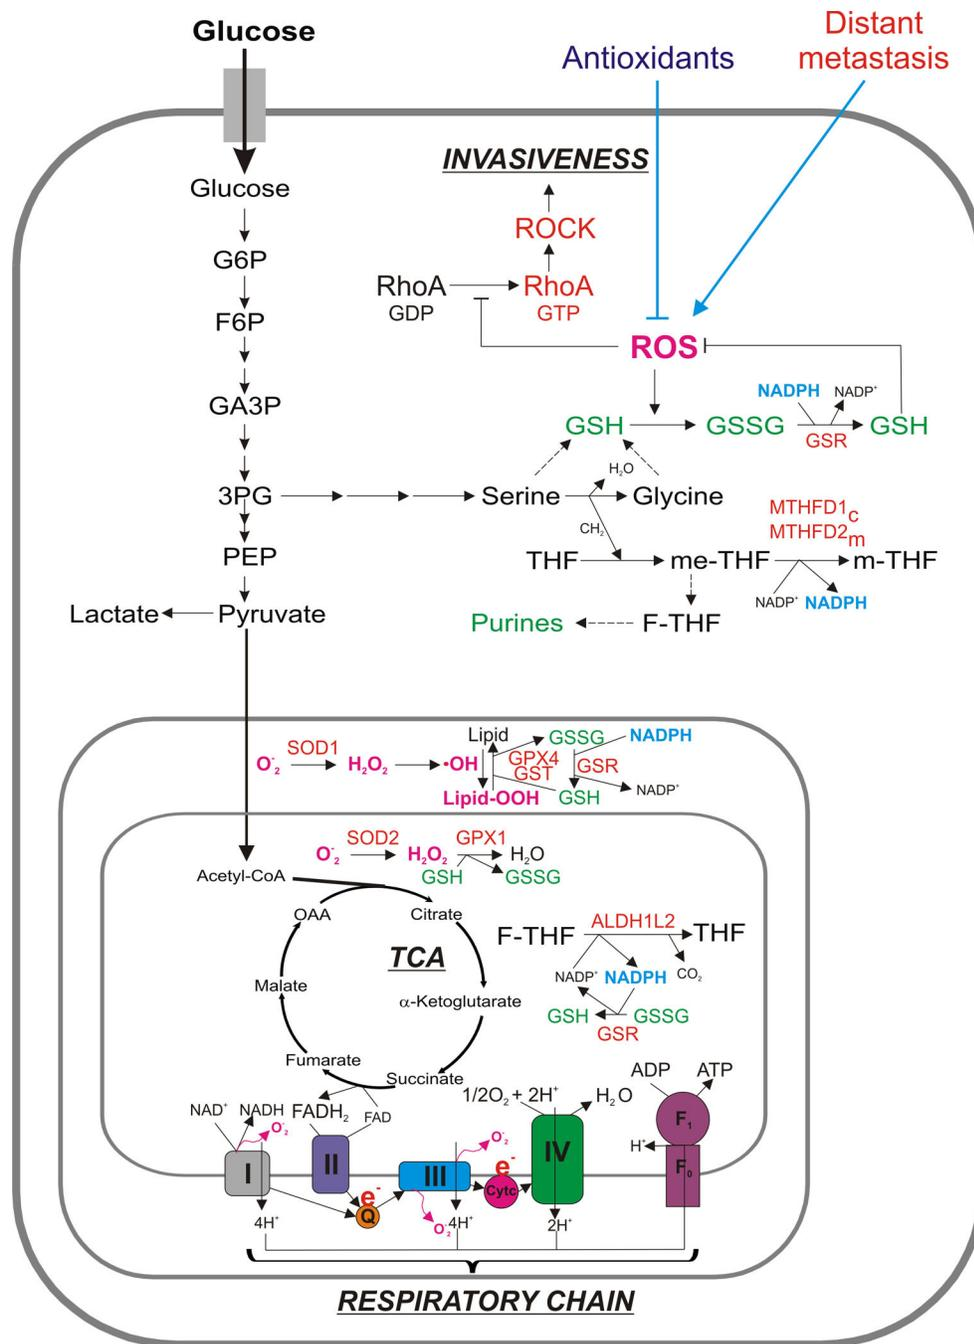 Glucose
Antioxidants
Distant
metastasis
INVASIVENESS
Glucose
ROCK
G6P
RhoA
GDP
RhoA
GTP
F6P
ROS
GA3P
NADPH
NADP⁺
GSH
GSSG
GSR
GSH
3PG
Serine
H₂O
Glycine
CH₂
MTHFD1c
MTHFD2m
PEP
THF
me-THF
m-THF
NADP⁺
NADPH
Lactate
Pyruvate
Purines
F-THF
O₂⁻
SOD1
H₂O₂
•OH
Lipid
GSSG
NADPH
GPX4
GST
GSR
Lipid-OOH
GSH
NADP⁺
O₂⁻
SOD2
H₂O₂
GPX1
H₂O
GSH
GSSG
Acetyl-CoA
OAA
Citrate
TCA
F-THF
ALDH1L2
THF
NADP⁺
NADPH
CO₂
Malate
α-Ketoglutarate
GSH
GSSG
GSR
Fumarate
Succinate
NAD⁺
NADH
FADH₂
FAD
1/2O₂ + 2H⁺
H₂O
ADP
ATP
O₂⁻
O₂⁻
I
II
III
IV
F₁
H⁺
F₀
e⁻
Q
e⁻
Cytc
4H⁺
O₂⁻
4H⁺
2H⁺
RESPIRATORY CHAIN